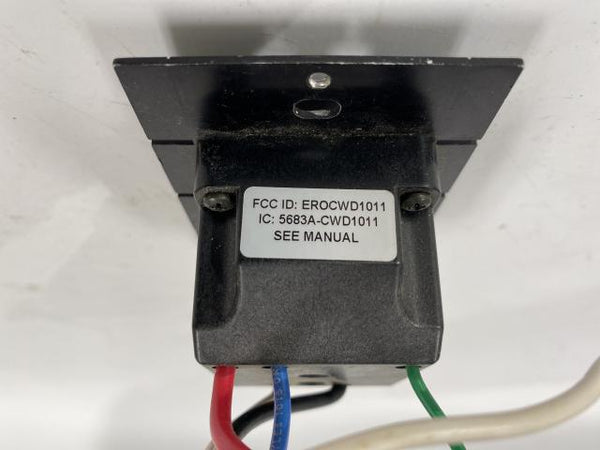 FCC ID: EROCWD1011
IC: 5683A-CWD1011
SEE MANUAL